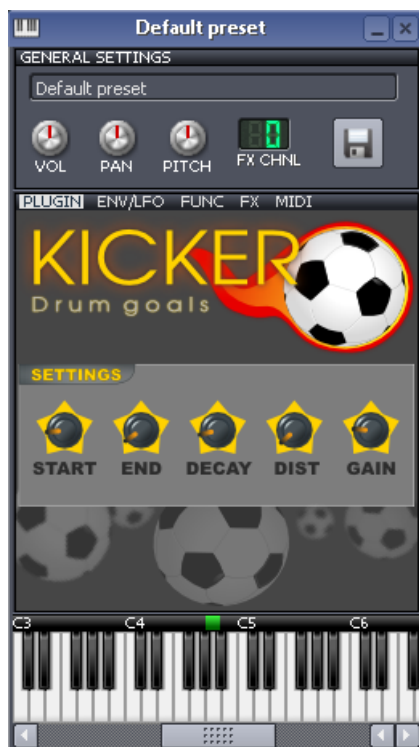 Default preset
GENERAL SETTINGS
Default preset
VOL PAN PITCH FX CHNL
PLUGIN ENV/LFO FUNC FX MIDI
KICKER
Drum goals
SETTINGS
START END DECAY DIST GAIN
C3 C4 C5 C6